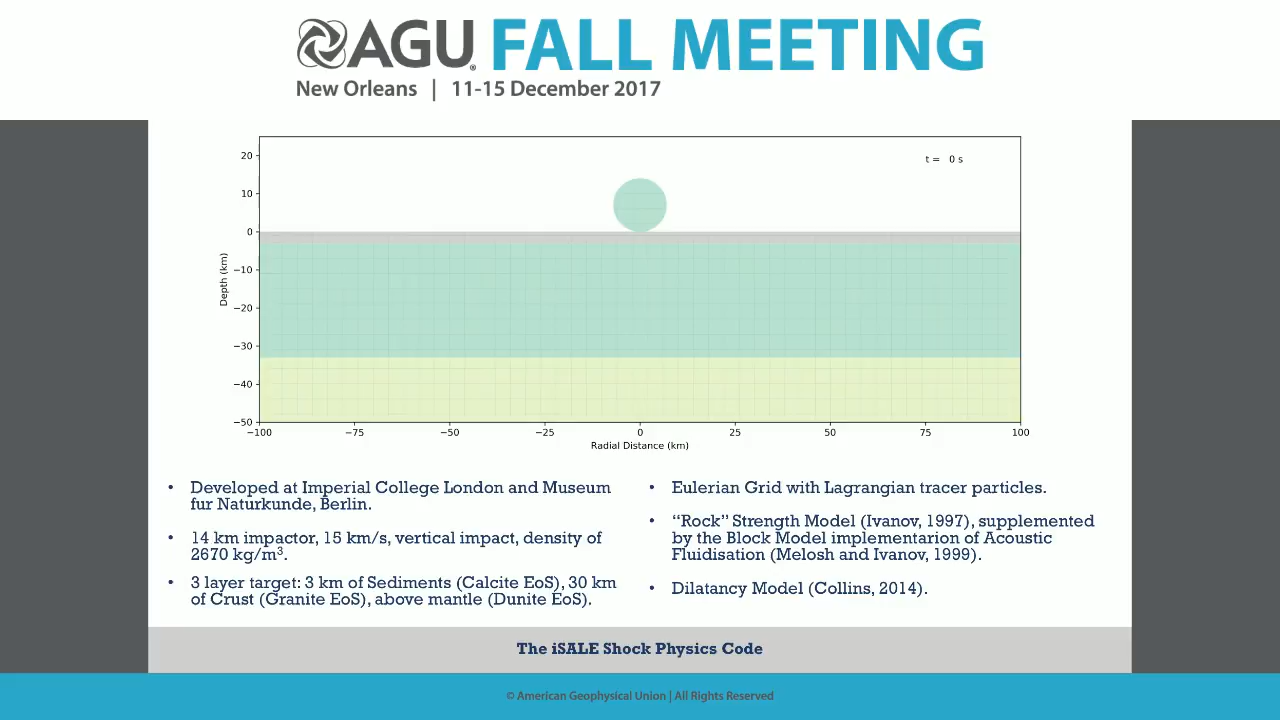 AGU FALL MEETING
New Orleans | 11-15 December 2017
t = 0 s
20
10
0
−10
−20
−30
−40
−50
Depth (km)
−100 −75 −50 −25 0 25 50 75 100
Radial Distance (km)
• Developed at Imperial College London and Museum
fur Naturkunde, Berlin.
• 14 km impactor, 15 km/s, vertical impact, density of
2670 kg/m³.
• 3 layer target: 3 km of Sediments (Calcite EoS), 30 km
of Crust (Granite EoS), above mantle (Dunite EoS).
• Eulerian Grid with Lagrangian tracer particles.
• “Rock” Strength Model (Ivanov, 1997), supplemented
by the Block Model implementarion of Acoustic
Fluidisation (Melosh and Ivanov, 1999).
• Dilatancy Model (Collins, 2014).
The iSALE Shock Physics Code
© American Geophysical Union | All Rights Reserved